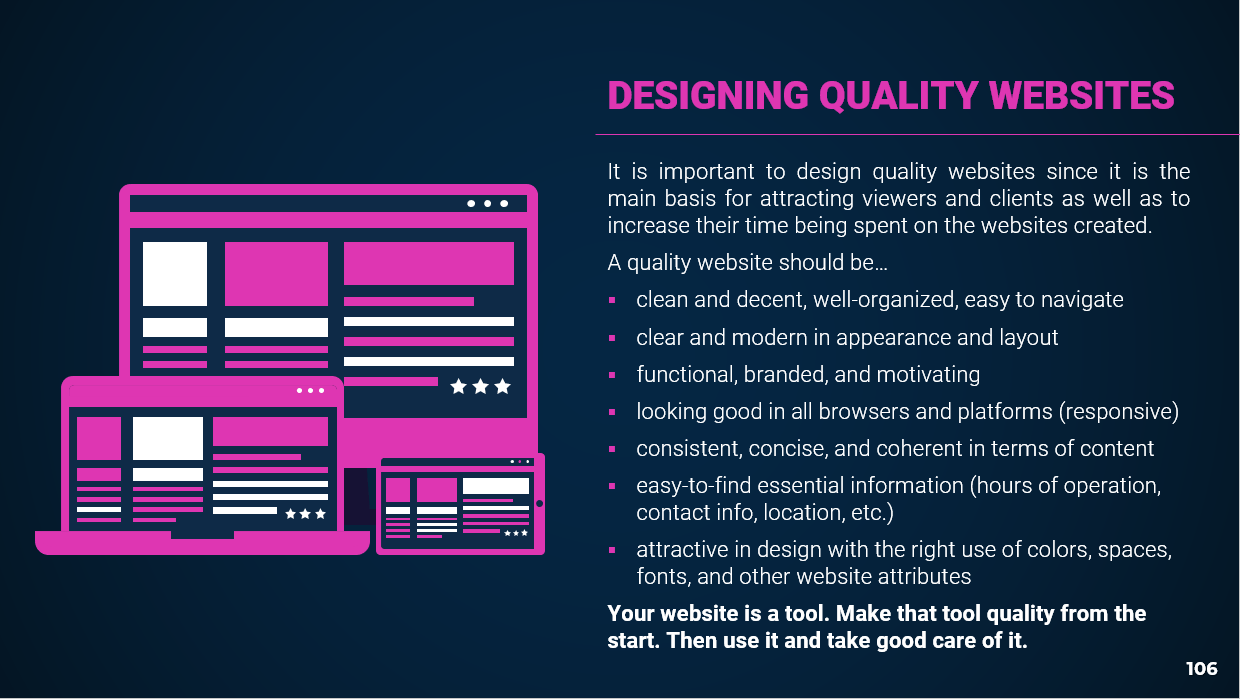 DESIGNING QUALITY WEBSITES
It is important to design quality websites since it is the
main basis for attracting viewers and clients as well as to
increase their time being spent on the websites created.
A quality website should be…
▪ clean and decent, well-organized, easy to navigate
▪ clear and modern in appearance and layout
▪ functional, branded, and motivating
▪ looking good in all browsers and platforms (responsive)
▪ consistent, concise, and coherent in terms of content
▪ easy-to-find essential information (hours of operation,
contact info, location, etc.)
▪ attractive in design with the right use of colors, spaces,
fonts, and other website attributes
Your website is a tool. Make that tool quality from the
start. Then use it and take good care of it.
106